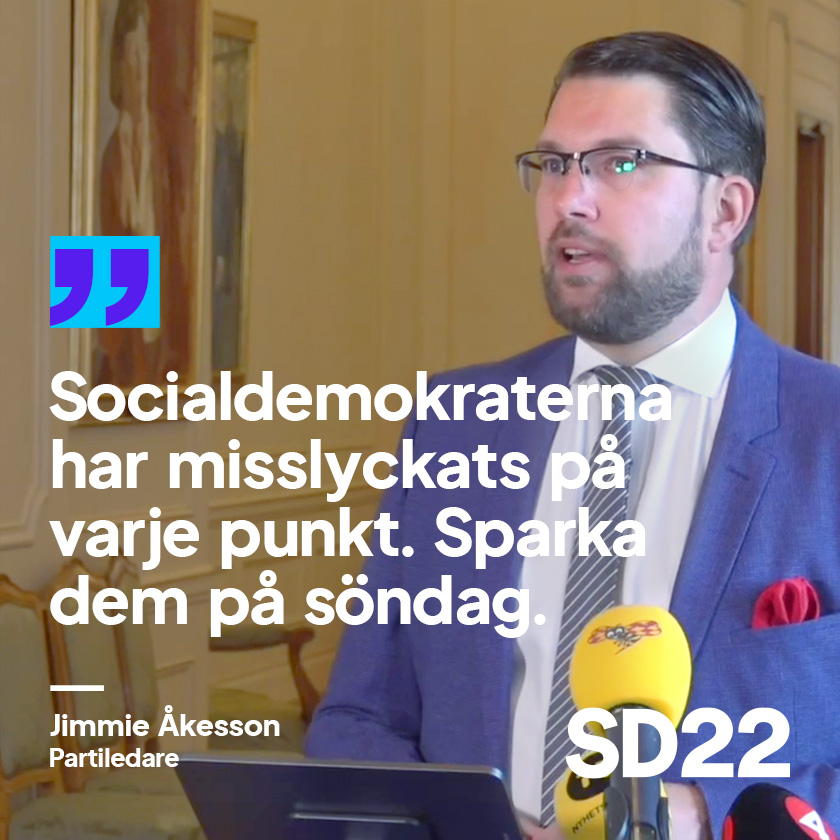 Socialdemokraterna
har misslyckats på
varje punkt. Sparka
dem på söndag.
Jimmie Åkesson
Partiledare
SD22